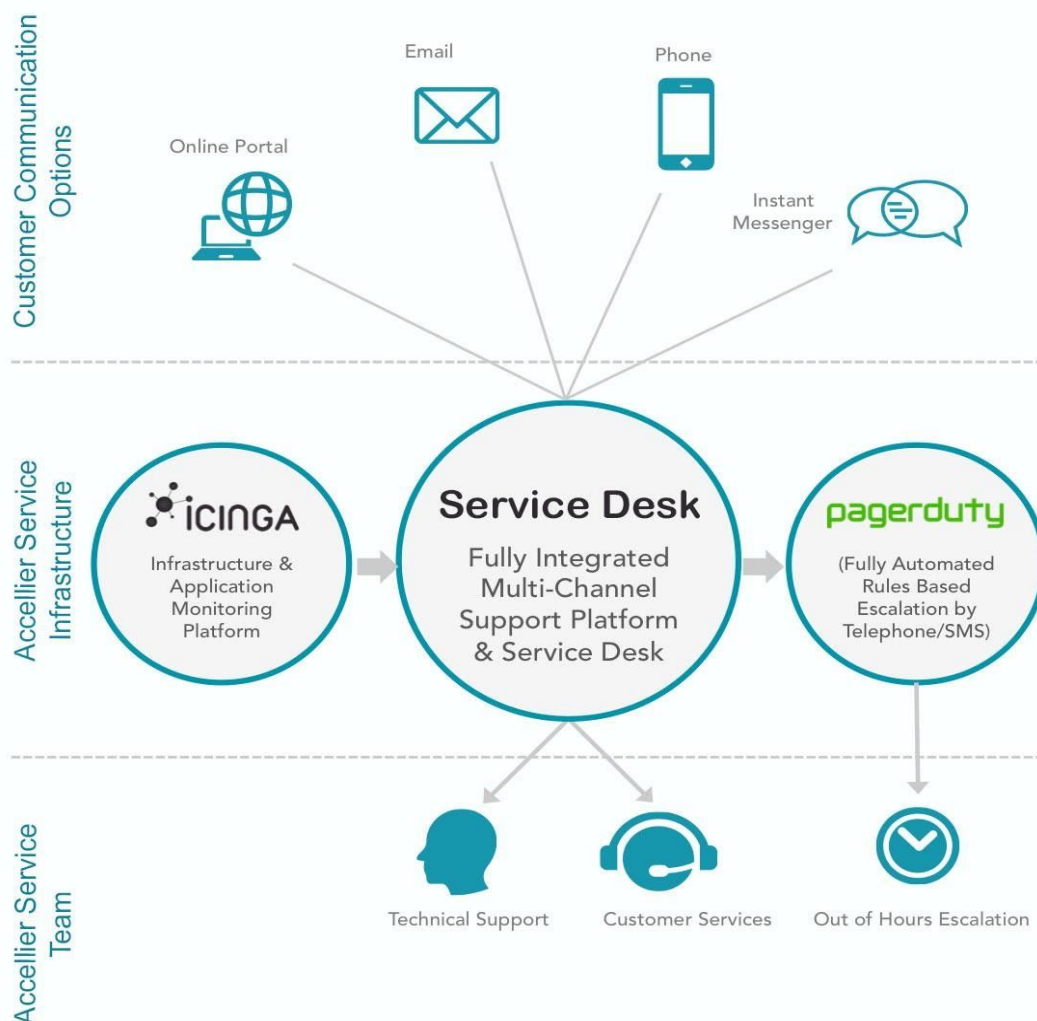 Customer Communication
Options
Email
Phone
Online Portal
Instant
Messenger
Accellier Service
Infrastructure
ICINGA
Infrastructure &
Application
Monitoring
Platform
Service Desk
Fully Integrated
Multi-Channel
Support Platform
& Service Desk
pagerduty
(Fully Automated
Rules Based
Escalation by
Telephone/SMS)
Accellier Service
Team
Technical Support
Customer Services
Out of Hours Escalation